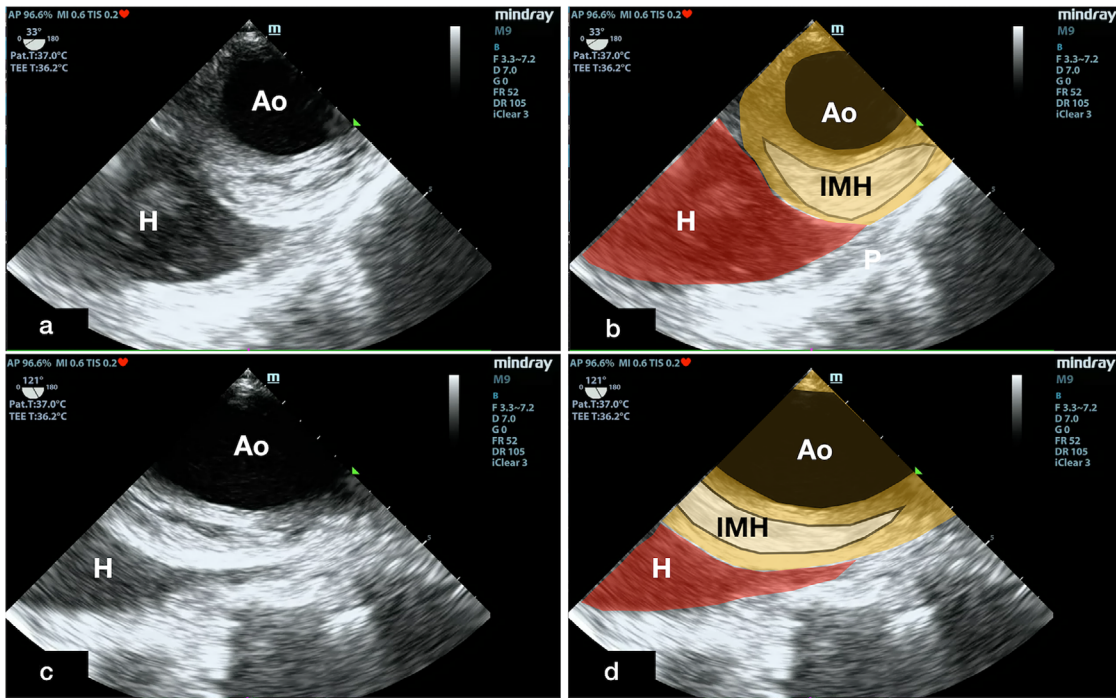 AP 96.6% MI 0.6 TIS 0.2
mindray
M9
33°
0 180
Pat.T:37.0°C
TEE T:36.2°C
m
B
F 3.3~7.2
D 7.0
G 0
FR 52
DR 105
iClear 3
Ao
H
5
a
AP 96.6% MI 0.6 TIS 0.2
mindray
M9
33°
0 180
Pat.T:37.0°C
TEE T:36.2°C
m
B
F 3.3~7.2
D 7.0
G 0
FR 52
DR 105
iClear 3
Ao
IMH
H
P
5
b
AP 96.6% MI 0.6 TIS 0.2
mindray
M9
121°
0 180
Pat.T:37.0°C
TEE T:36.2°C
m
B
F 3.3~7.2
D 7.0
G 0
FR 52
DR 105
iClear 3
Ao
H
5
c
AP 96.6% MI 0.6 TIS 0.2
mindray
M9
121°
0 180
Pat.T:37.0°C
TEE T:36.2°C
m
B
F 3.3~7.2
D 7.0
G 0
FR 52
DR 105
iClear 3
Ao
IMH
H
5
d